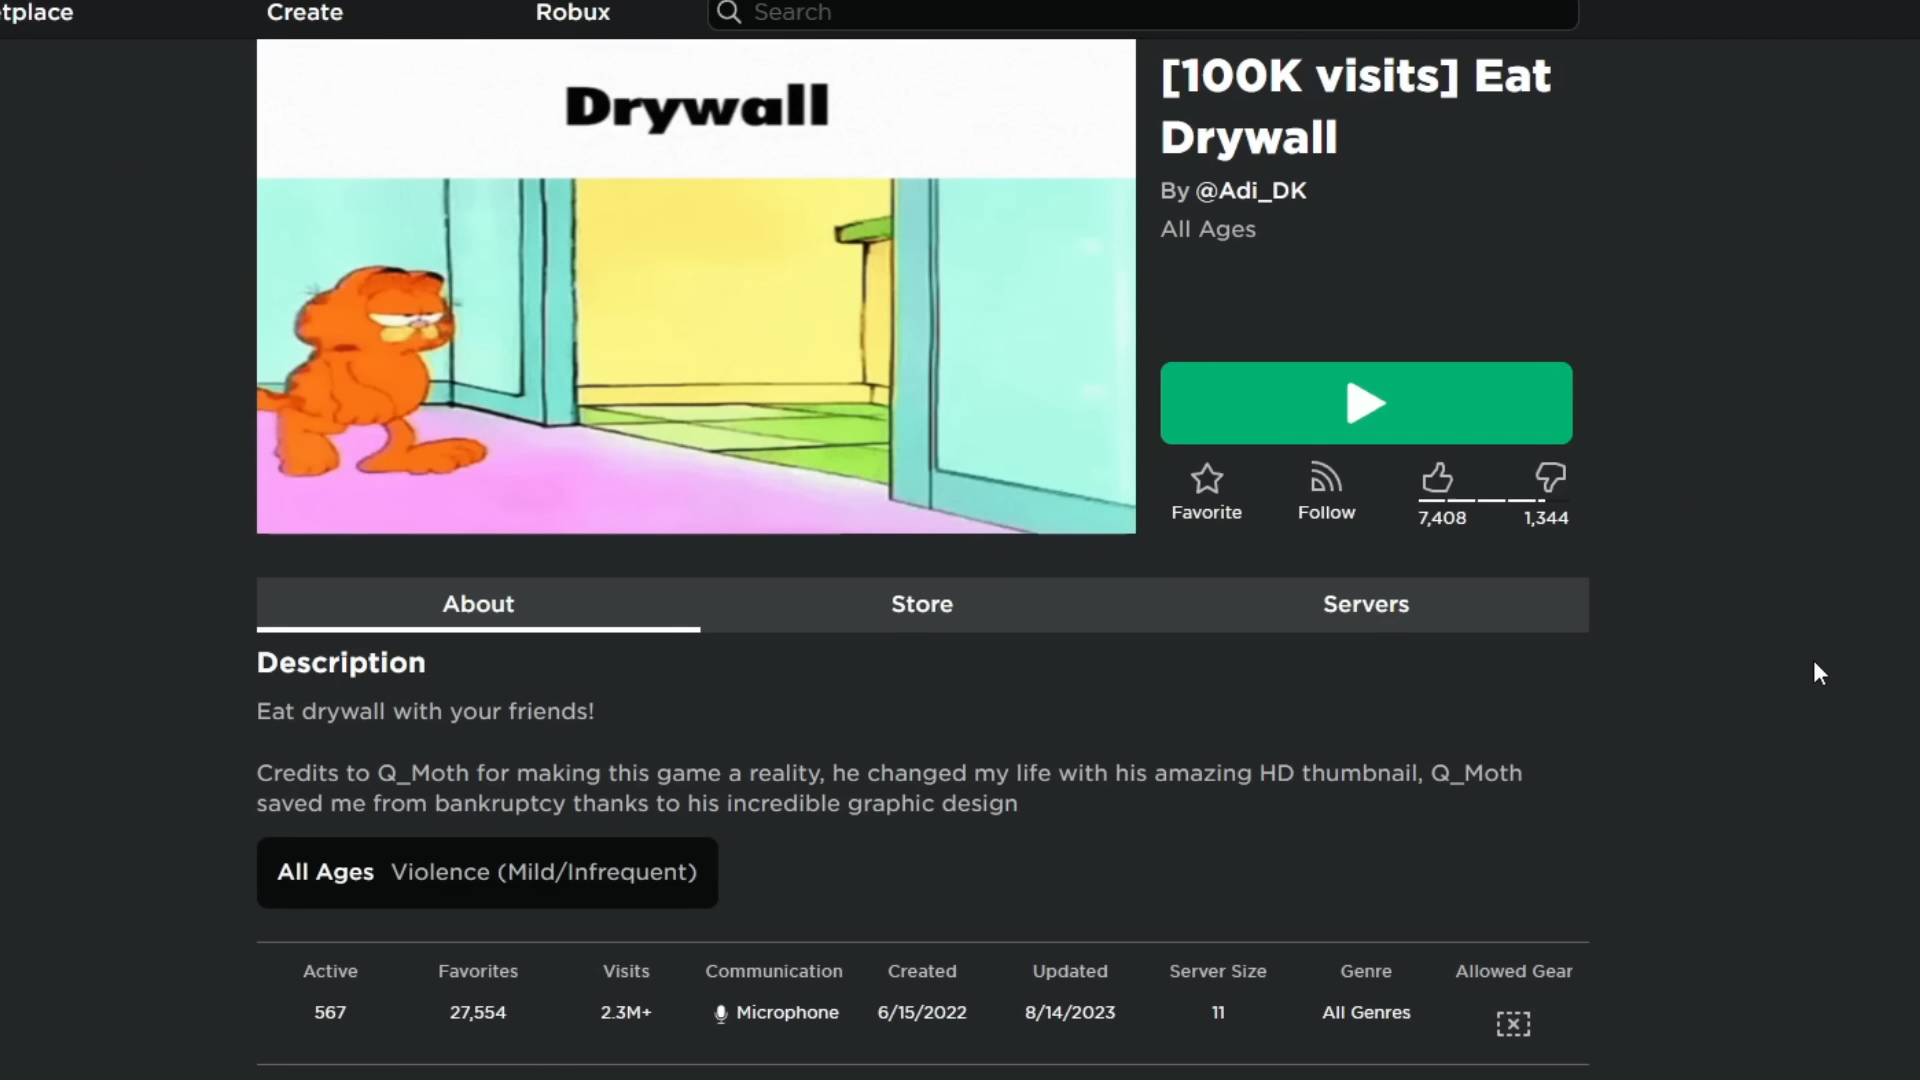 etplace Create Robux Search
Drywall
[100K visits] Eat
Drywall
By @Adi_DK
All Ages
Favorite Follow 7,408 1,344
About Store Servers
Description
Eat drywall with your friends!
Credits to Q_Moth for making this game a reality, he changed my life with his amazing HD thumbnail, Q_Moth
saved me from bankruptcy thanks to his incredible graphic design
All Ages Violence (Mild/Infrequent)
Active Favorites Visits Communication Created Updated Server Size Genre Allowed Gear
567 27,554 2.3M+ Microphone 6/15/2022 8/14/2023 11 All Genres